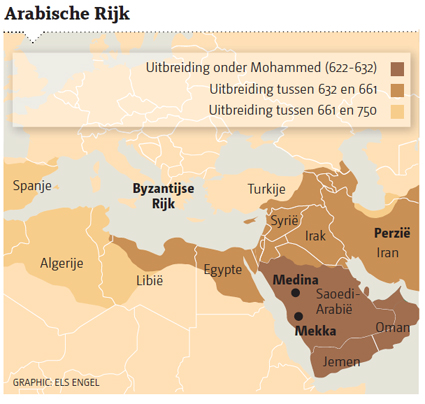 Arabische Rijk
Uitbreiding onder Mohammed (622-632)
Uitbreiding tussen 632 en 661
Uitbreiding tussen 661 en 750
Spanje
Byzantijse
Rijk
Turkije
Syrië
Irak
Perzië
Iran
Algerije
Libië
Egypte
Medina
Saoedi-
Arabië
Mekka
Oman
Jemen
GRAPHIC: ELS ENGEL